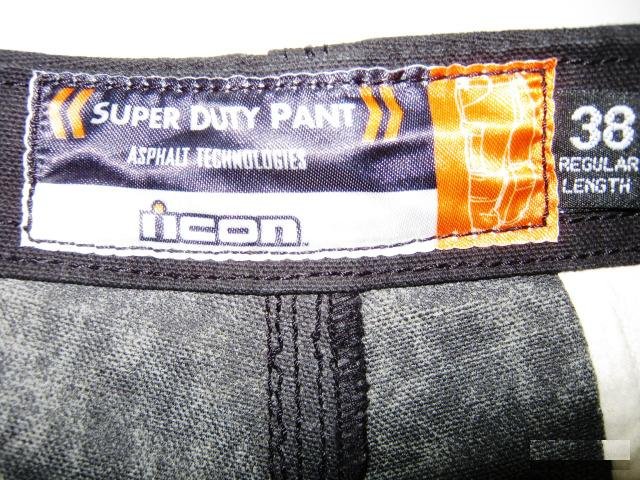 SUPER DUTY PANT
ASPHALT TECHNOLOGIES
icon
38
REGULAR
LENGTH